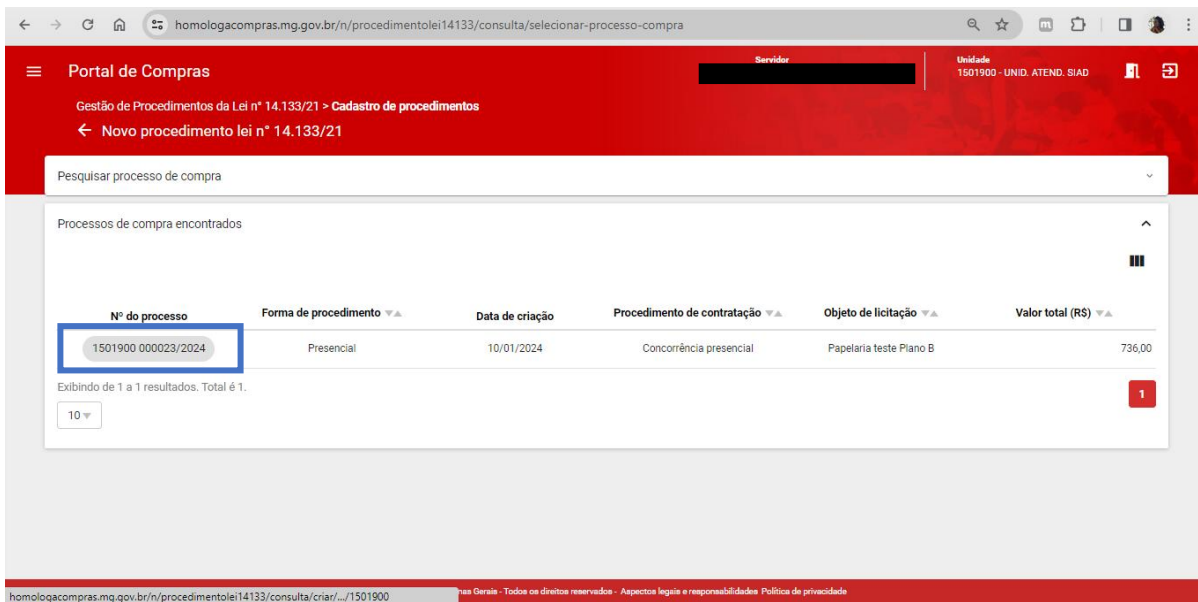 homologacompras.mg.gov.br/n/procedimentolei14133/consulta/selecionar-processo-compra
Portal de Compras
Servidor
Unidade
1501900 - UNID. ATEND. SIAD
Gestão de Procedimentos da Lei n° 14.133/21 > Cadastro de procedimentos
Novo procedimento lei n° 14.133/21
Pesquisar processo de compra
Processos de compra encontrados
Nº do processo Forma de procedimento Data de criação Procedimento de contratação Objeto de licitação Valor total (R$)
1501900 000023/2024 Presencial 10/01/2024 Concorrência presencial Papelaria teste Plano B 736,00
Exibindo de 1 a 1 resultados. Total é 1.
1
10
Gerais - Todos os direitos reservados - Aspectos legais e responsabilidades Política de privacidade
homologacompras.mg.gov.br/n/procedimentolei14133/consulta/criar/.../1501900